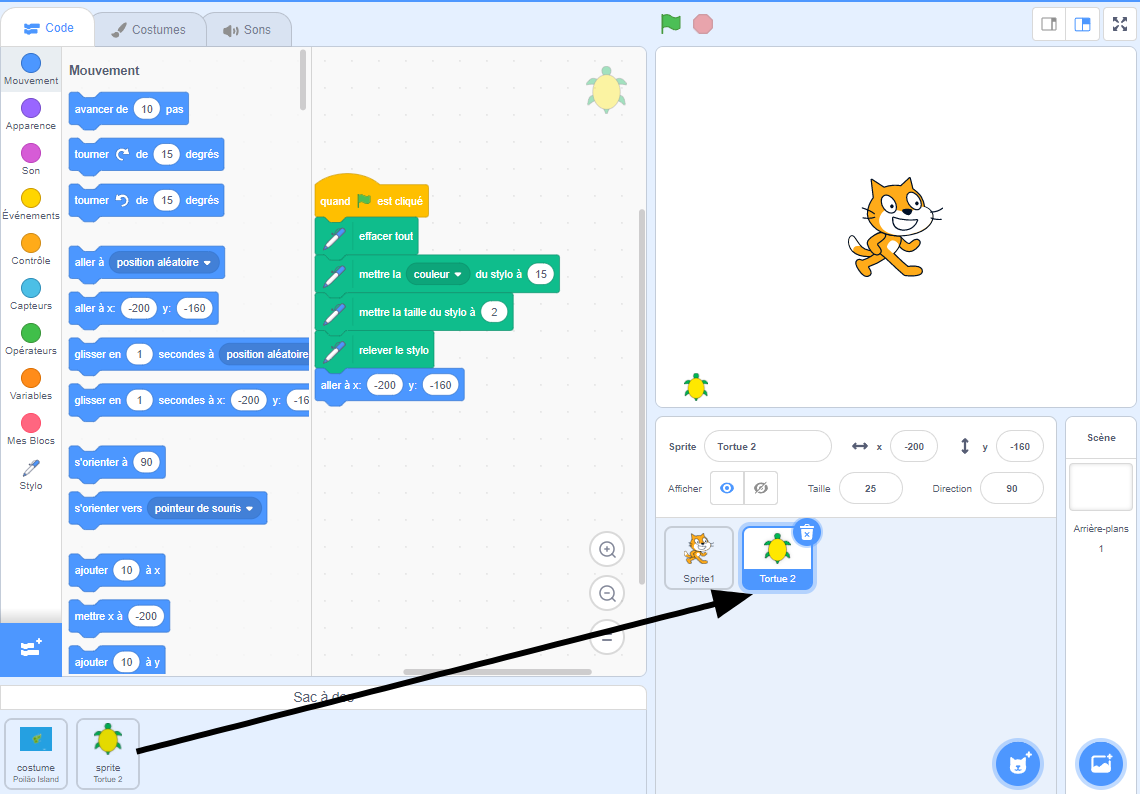 Code
Costumes
Sons
Mouvement
Apparence
Son
Événements
Contrôle
Capteurs
Opérateurs
Variables
Mes Blocs
Stylo
Mouvement
avancer de 10 pas
tourner de 15 degrés
tourner de 15 degrés
aller à position aléatoire
aller à x: -200 y: -160
glisser en 1 secondes à position aléatoire
glisser en 1 secondes à x: -200 y: -16
s'orienter à 90
s'orienter vers pointeur de souris
ajouter 10 à x
mettre x à -200
ajouter 10 à y
quand est cliqué
effacer tout
mettre la couleur du stylo à 15
mettre la taille du stylo à 2
relever le stylo
aller à x: -200 y: -160
Sac à dos
costume
Poilão Island
sprite
Tortue 2
Sprite Tortue 2 x -200 y -160
Afficher Taille 25 Direction 90
Sprite1
Tortue 2
Scène
Arrière-plans
1